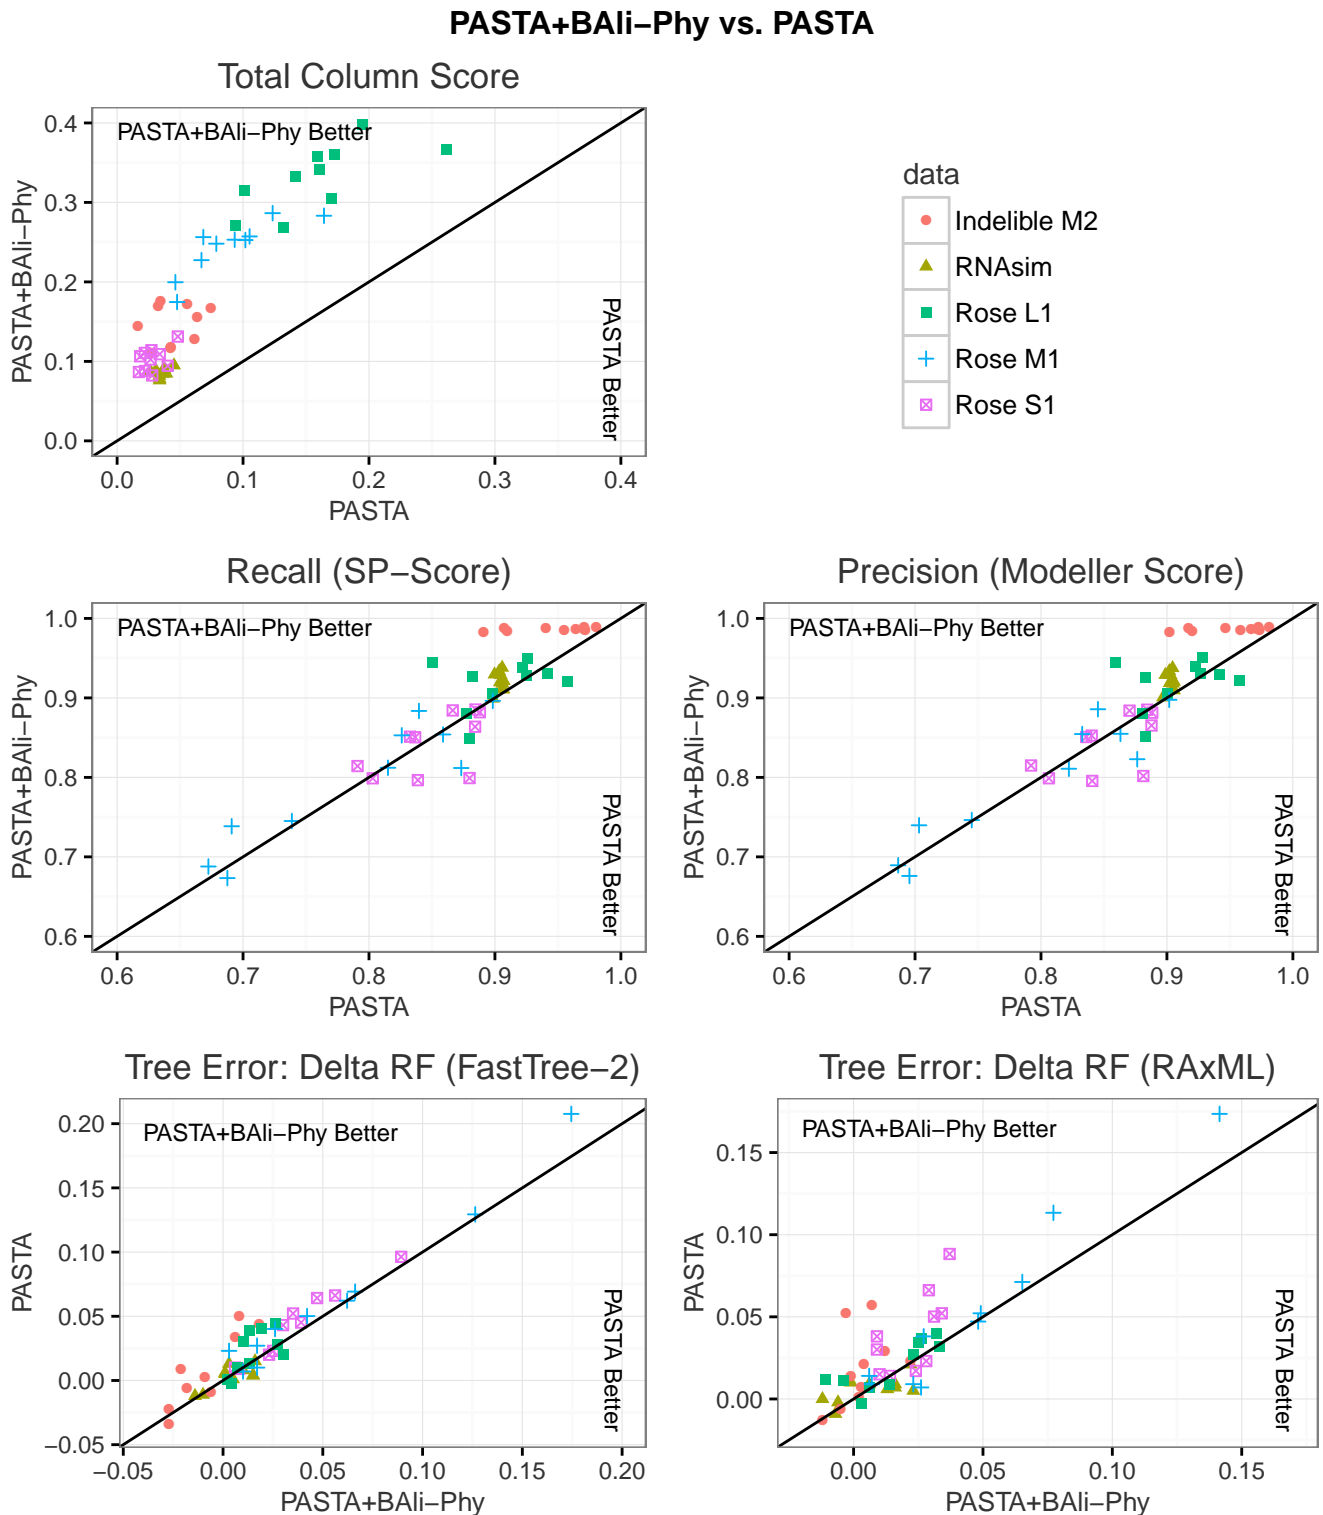 PASTA+BAli−Phy vs. PASTA
Total Column Score
PASTA+BAli−Phy Better
PASTA Better
PASTA+BAli−Phy
0.4
0.3
0.2
0.1
0.0
0.0 0.1 0.2 0.3 0.4
PASTA
data
Indelible M2
RNAsim
Rose L1
Rose M1
Rose S1
Recall (SP−Score)
PASTA+BAli−Phy Better
PASTA Better
PASTA+BAli−Phy
1.0
0.9
0.8
0.7
0.6
0.6 0.7 0.8 0.9 1.0
PASTA
Precision (Modeller Score)
PASTA+BAli−Phy Better
PASTA Better
PASTA+BAli−Phy
1.0
0.9
0.8
0.7
0.6
0.6 0.7 0.8 0.9 1.0
PASTA
Tree Error: Delta RF (FastTree−2)
PASTA+BAli−Phy Better
PASTA Better
PASTA
0.20
0.15
0.10
0.05
0.00
−0.05
−0.05 0.00 0.05 0.10 0.15 0.20
PASTA+BAli−Phy
Tree Error: Delta RF (RAxML)
PASTA+BAli−Phy Better
PASTA Better
PASTA
0.15
0.10
0.05
0.00
0.00 0.05 0.10 0.15
PASTA+BAli−Phy